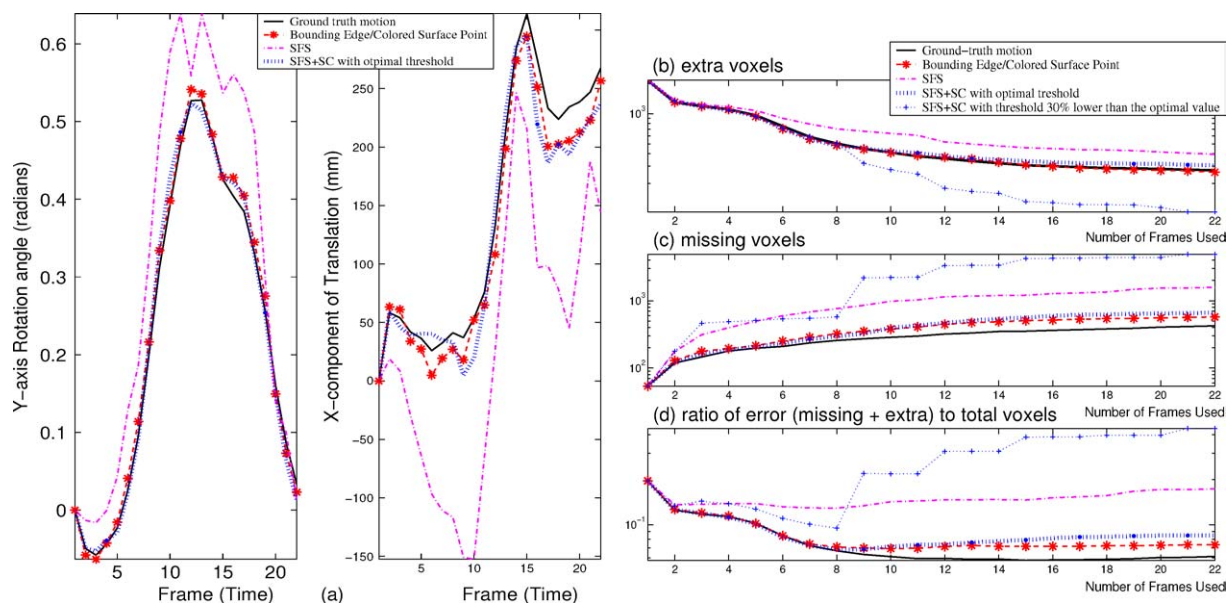 Ground truth motion
Bounding Edge/Colored Surface Point
SFS
SFS+SC with otpimal threshold
0.6
0.5
0.4
0.3
0.2
0.1
0
Y-axis Rotation angle (radians)
5
10
15
20
Frame (Time)
(a)
300
250
200
150
100
50
0
-50
-100
-150
X-component of Translation (mm)
5
10
15
20
Frame (Time)
Ground-truth motion
Bounding Edge/Colored Surface Point
SFS
SFS+SC with optimal treshold
SFS+SC with threshold 30% lower than the optimal value
(b) extra voxels
10^3
2 4 6 8 10 12 14 16 18 20 22
Number of Frames Used
(c) missing voxels
10^3
10^2
2 4 6 8 10 12 14 16 18 20 22
Number of Frames Used
(d) ratio of error (missing + extra) to total voxels
10^-1
2 4 6 8 10 12 14 16 18 20 22
Number of Frames Used